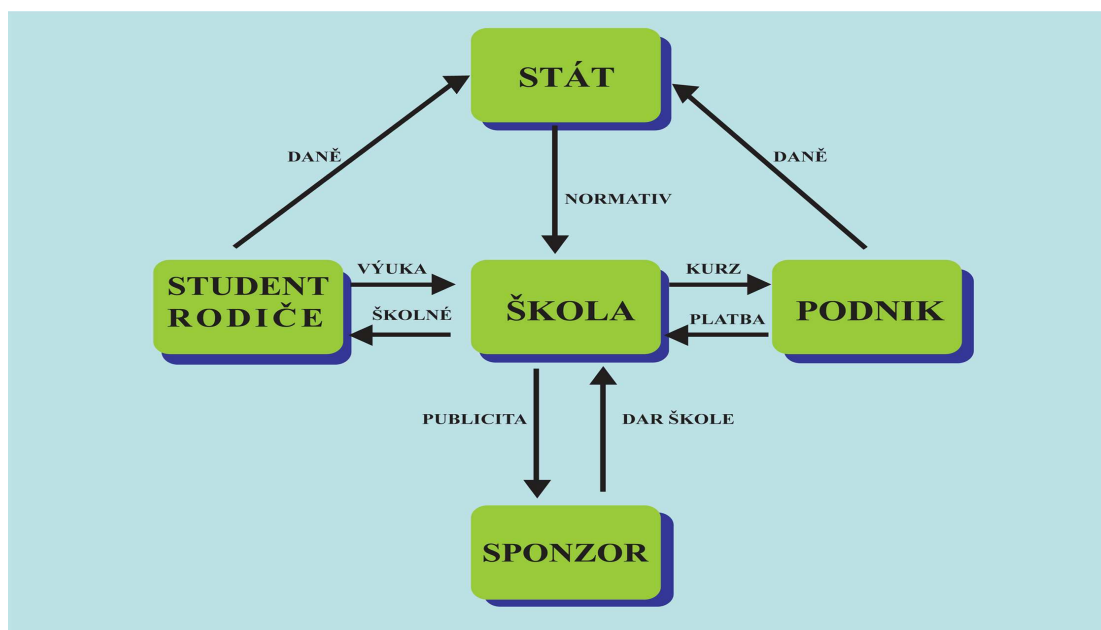 STÁT
DANĚ
DANĚ
NORMATIV
STUDENT
RODIČE
VÝUKA
ŠKOLNÉ
ŠKOLA
KURZ
PLATBA
PODNIK
PUBLICITA
DAR ŠKOLE
SPONZOR